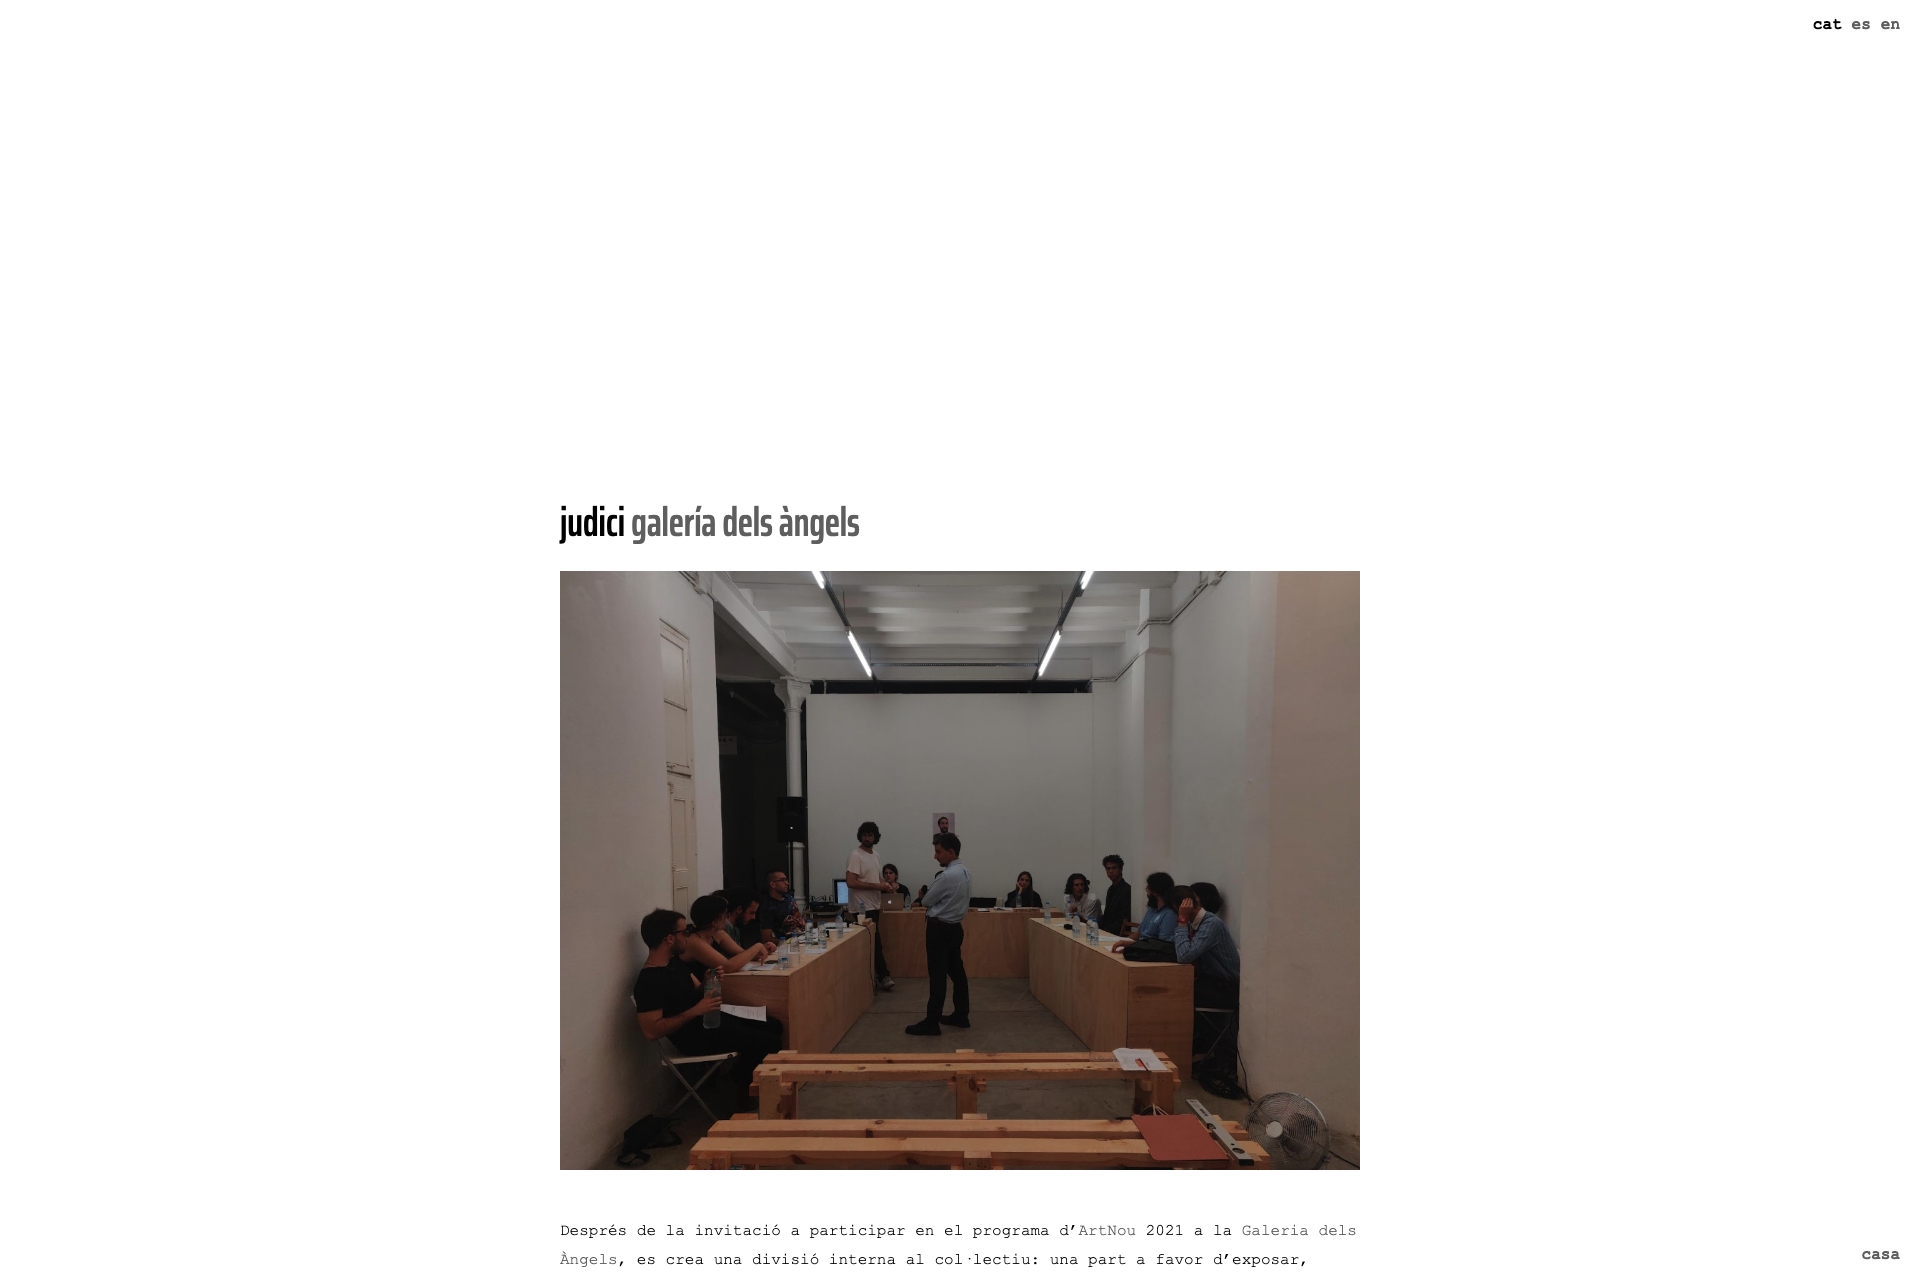 cat es en
judici galería dels àngels
Després de la invitació a participar en el programa d’ArtNou 2021 a la Galeria dels
Àngels, es crea una divisió interna al col·lectiu: una part a favor d’exposar,
casa